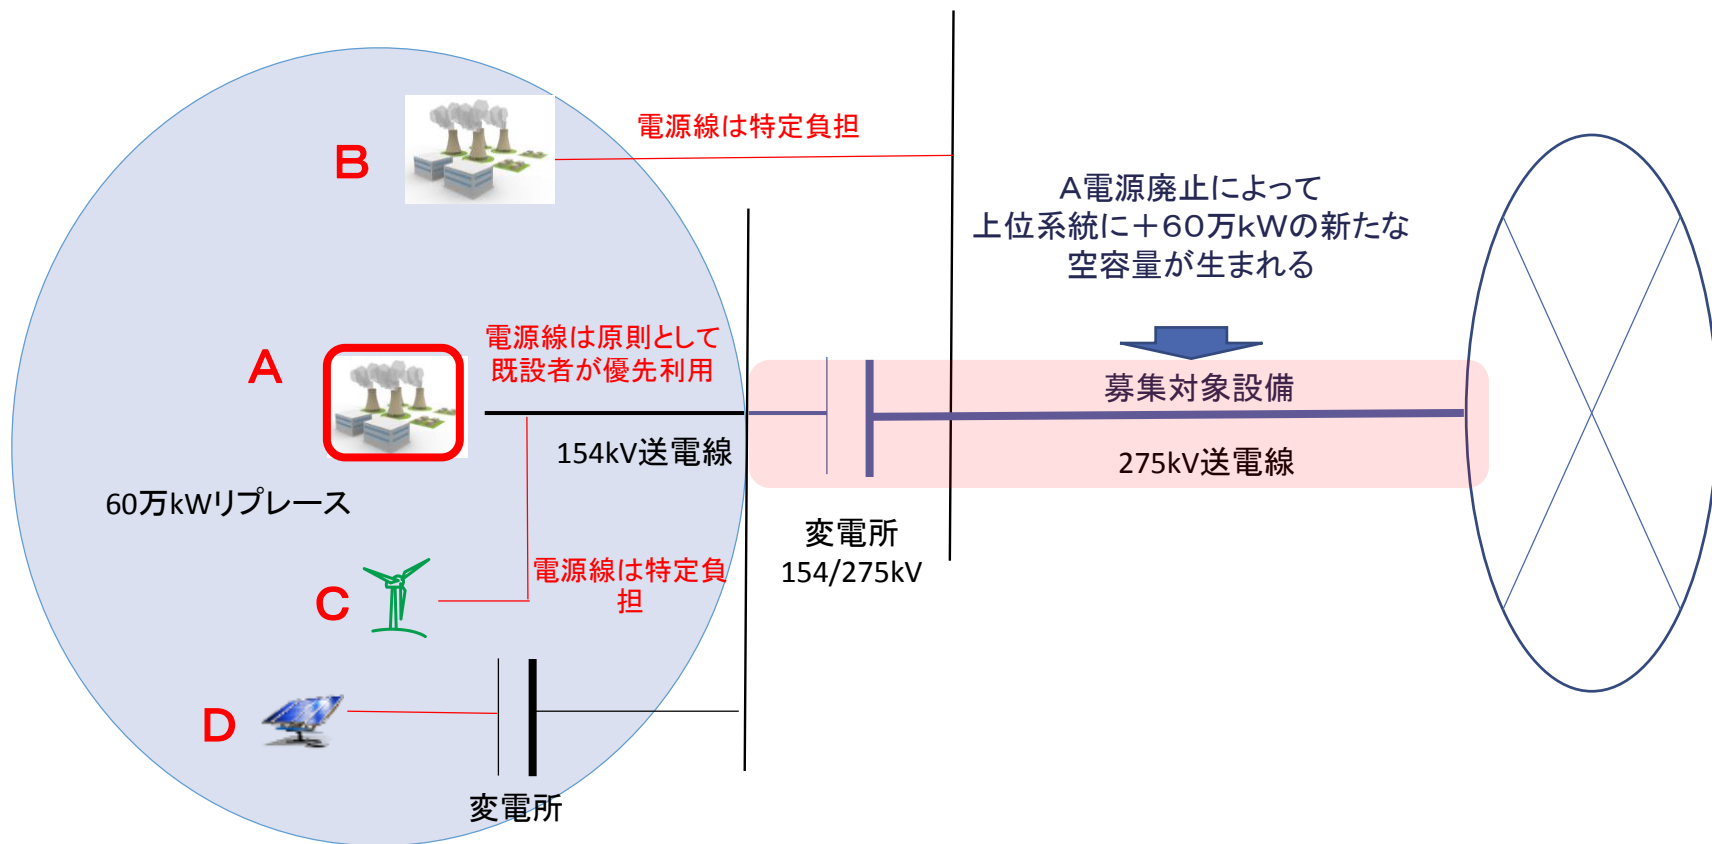 B
電源線は特定負担
A電源廃止によって
上位系統に＋60万kWの新たな
空容量が生まれる
A
電源線は原則として
既設者が優先利用
募集対象設備
154kV送電線
275kV送電線
60万kWリプレース
変電所
154/275kV
C
電源線は特定負
担
D
変電所